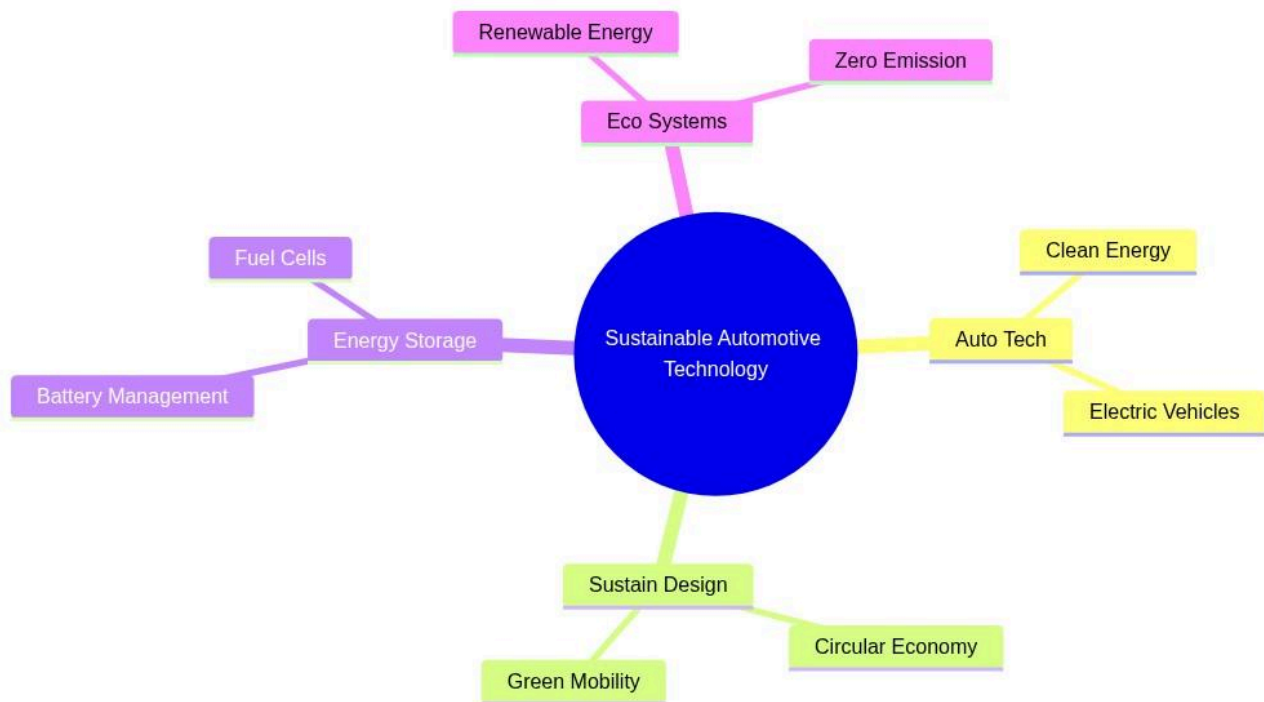 Renewable Energy
Zero Emission
Eco Systems
Fuel Cells
Clean Energy
Energy Storage
Sustainable Automotive
Technology
Auto Tech
Battery Management
Electric Vehicles
Sustain Design
Circular Economy
Green Mobility